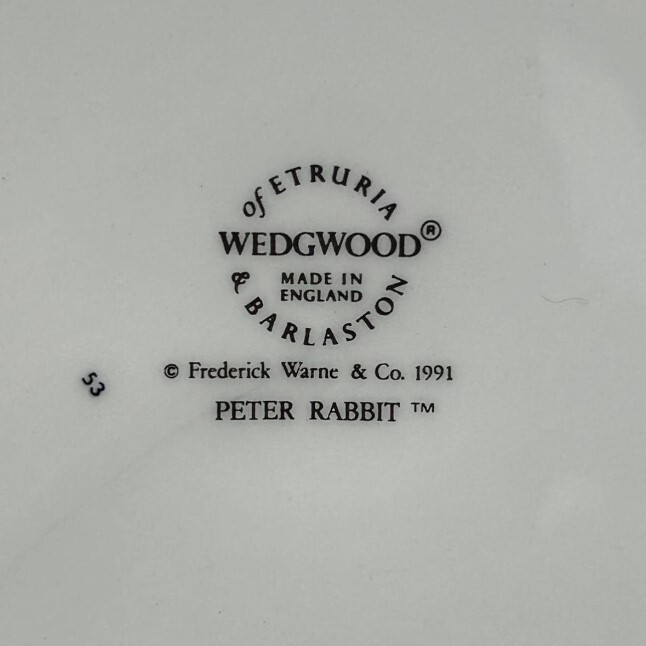 of ETRURIA
WEDGWOOD®
MADE IN
ENGLAND
& BARLASTON
© Frederick Warne & Co. 1991
PETER RABBIT ™
53